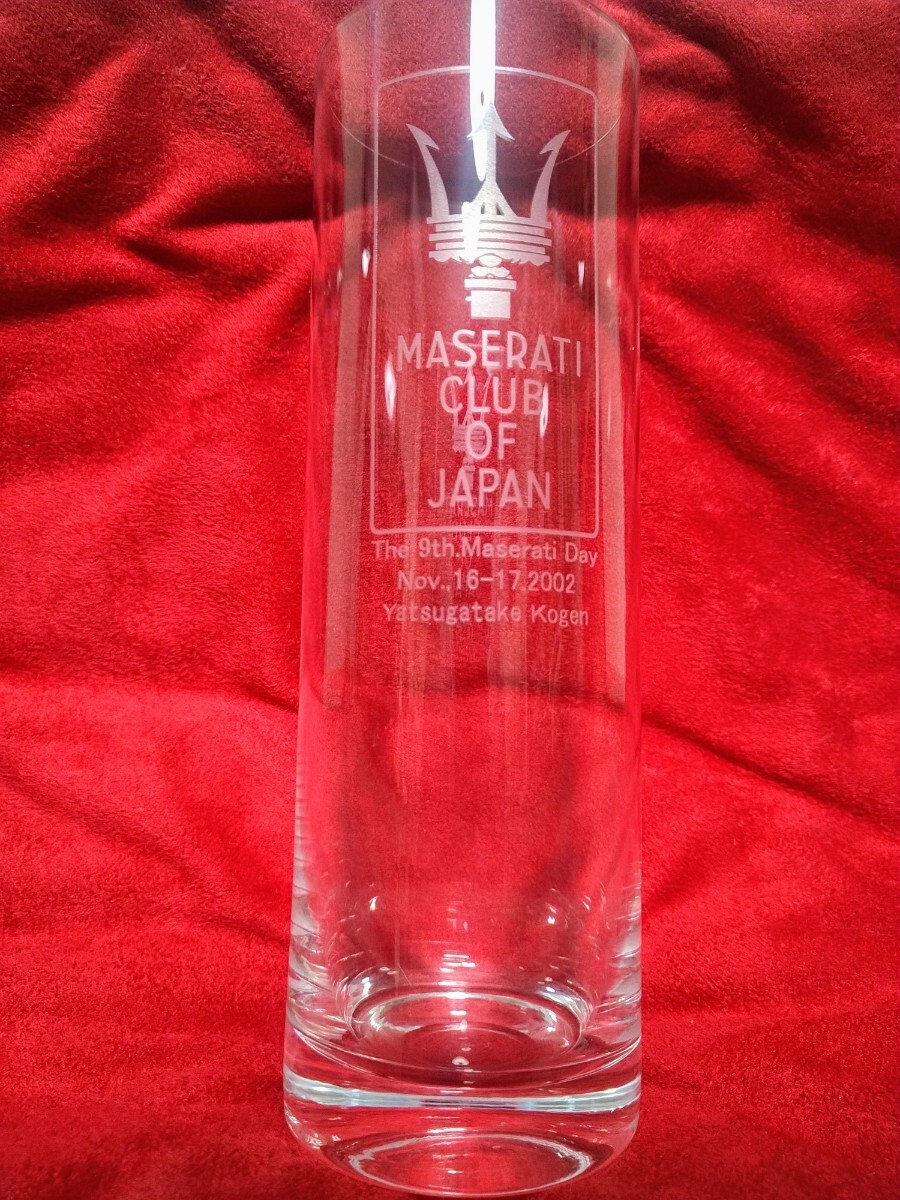 MASERATI
CLUB
OF
JAPAN
The 9th.Maserati Day
Nov.,16-17.2002
Yatsugatake Kogen